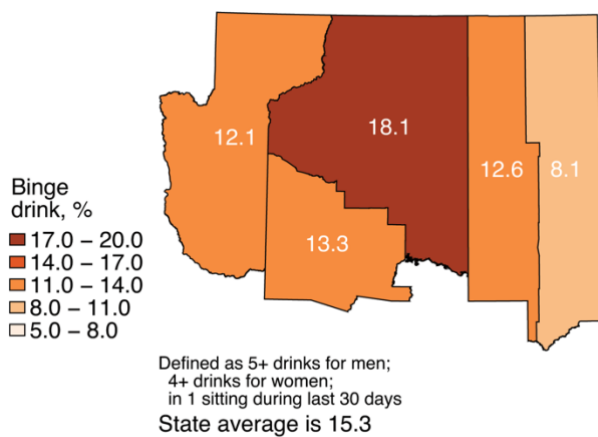 12.1
18.1
12.6
8.1
13.3
Binge
drink, %
17.0 – 20.0
14.0 – 17.0
11.0 – 14.0
8.0 – 11.0
5.0 – 8.0
Defined as 5+ drinks for men;
4+ drinks for women;
in 1 sitting during last 30 days
State average is 15.3